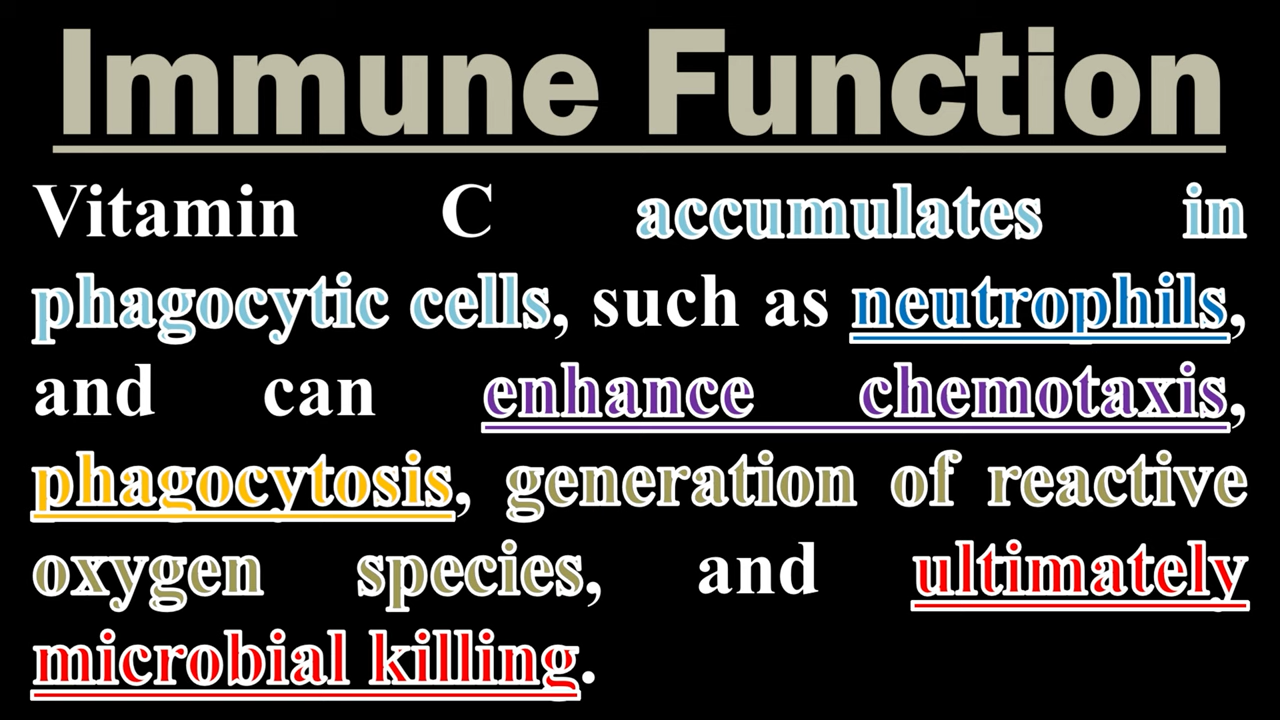 Immune Function
Vitamin C accumulates in
phagocytic cells, such as neutrophils,
and can enhance chemotaxis,
phagocytosis, generation of reactive
oxygen species, and ultimately
microbial killing.